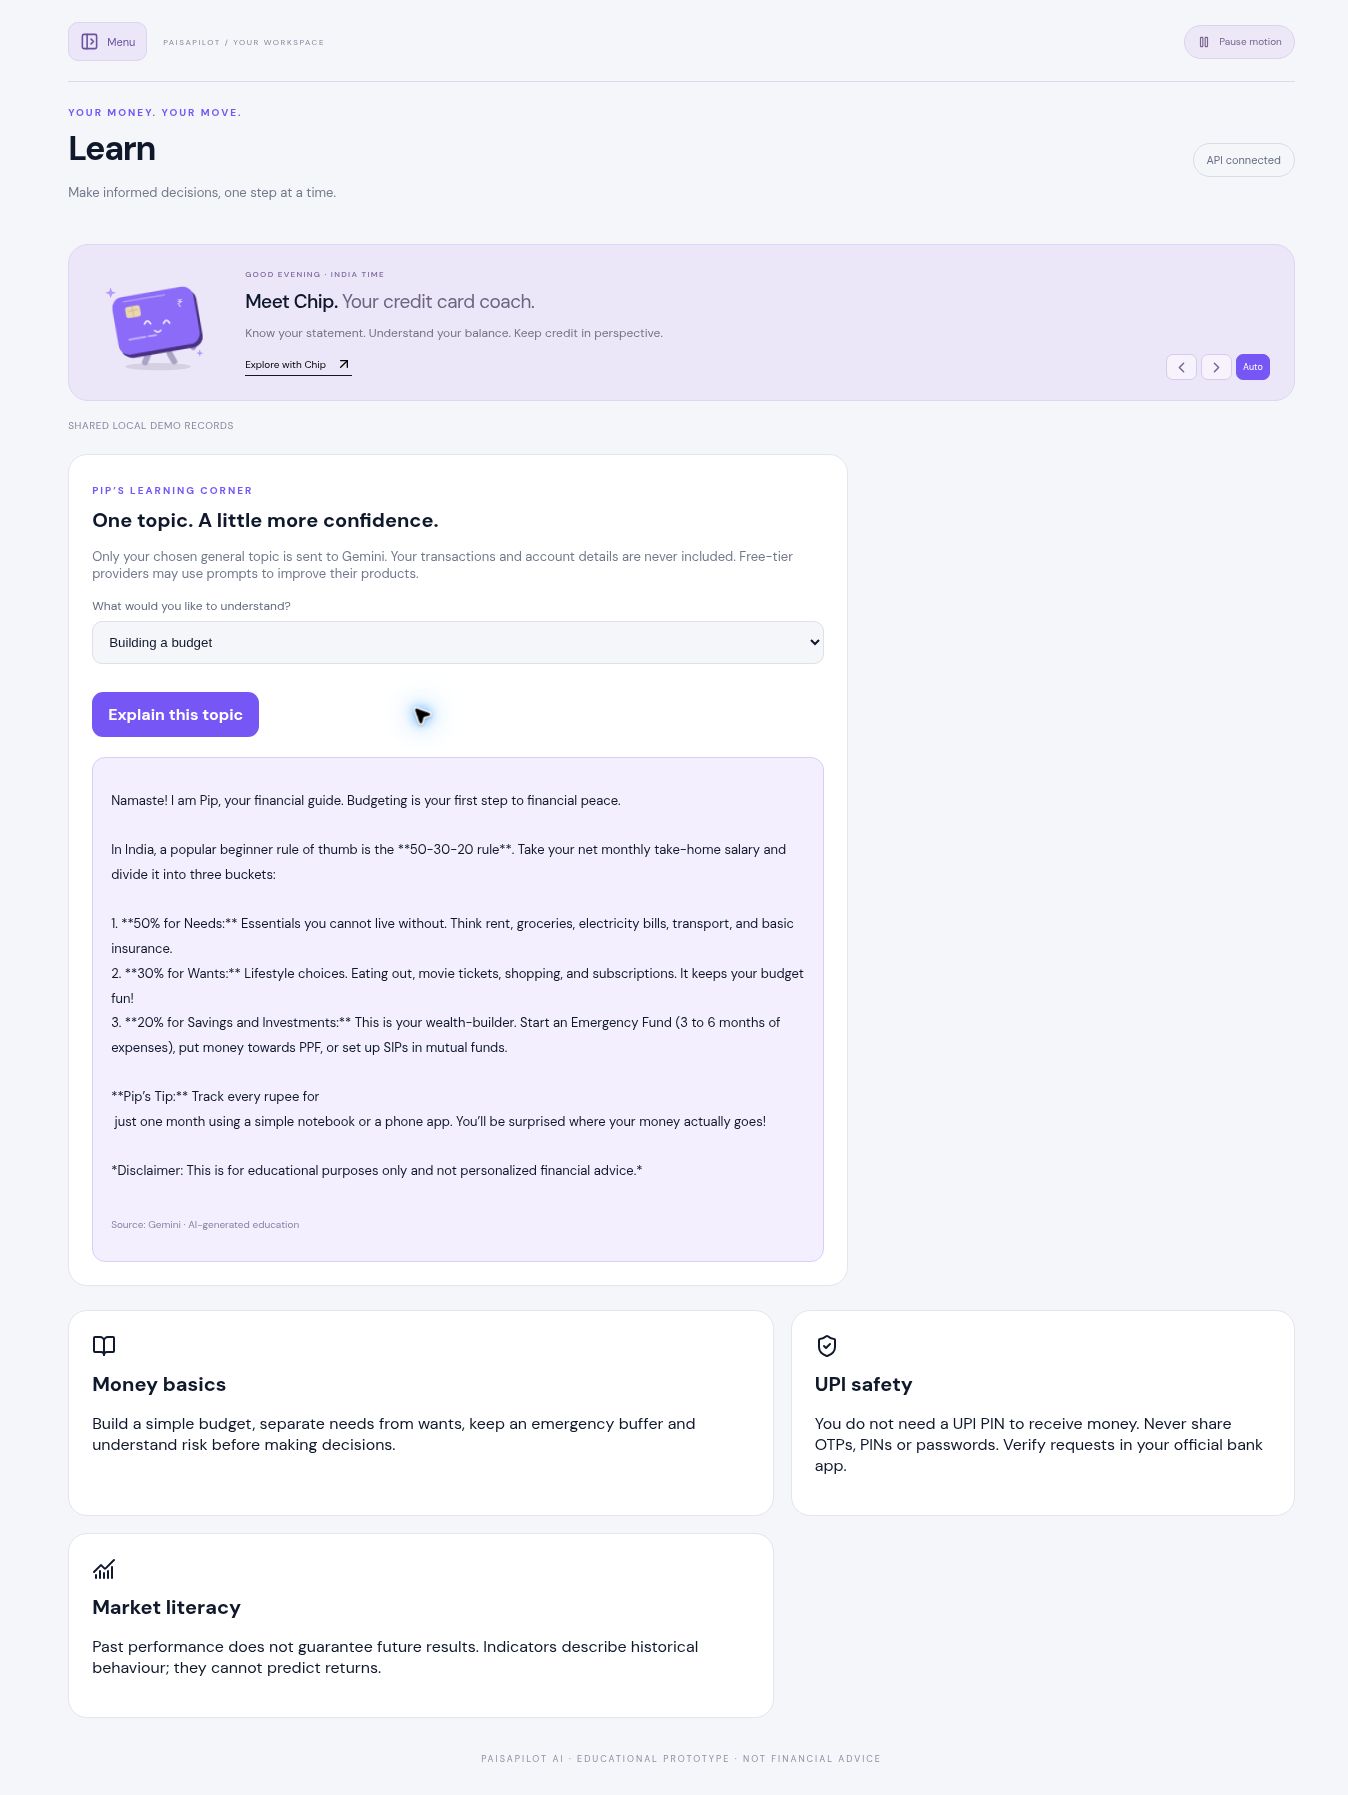 Menu
PAISAPILOT / YOUR WORKSPACE
Pause motion
YOUR MONEY. YOUR MOVE.
Learn
API connected
Make informed decisions, one step at a time.
GOOD EVENING · INDIA TIME
₹
Meet Chip. Your credit card coach.
Know your statement. Understand your balance. Keep credit in perspective.
Explore with Chip
Auto
SHARED LOCAL DEMO RECORDS
PIP'S LEARNING CORNER
One topic. A little more confidence.
Only your chosen general topic is sent to Gemini. Your transactions and account details are never included. Free-tier
providers may use prompts to improve their products.
What would you like to understand?
Building a budget
Explain this topic
Namaste! I am Pip, your financial guide. Budgeting is your first step to financial peace.
In India, a popular beginner rule of thumb is the **50-30-20 rule**. Take your net monthly take-home salary and
divide it into three buckets:
1. **50% for Needs:** Essentials you cannot live without. Think rent, groceries, electricity bills, transport, and basic
insurance.
2. **30% for Wants:** Lifestyle choices. Eating out, movie tickets, shopping, and subscriptions. It keeps your budget
fun!
3. **20% for Savings and Investments:** This is your wealth-builder. Start an Emergency Fund (3 to 6 months of
expenses), put money towards PPF, or set up SIPs in mutual funds.
**Pip's Tip:** Track every rupee for
just one month using a simple notebook or a phone app. You'll be surprised where your money actually goes!
*Disclaimer: This is for educational purposes only and not personalized financial advice.*
Source: Gemini · AI-generated education
Money basics
Build a simple budget, separate needs from wants, keep an emergency buffer and
understand risk before making decisions.
UPI safety
You do not need a UPI PIN to receive money. Never share
OTPs, PINs or passwords. Verify requests in your official bank
app.
Market literacy
Past performance does not guarantee future results. Indicators describe historical
behaviour; they cannot predict returns.
PAISAPILOT AI · EDUCATIONAL PROTOTYPE · NOT FINANCIAL ADVICE